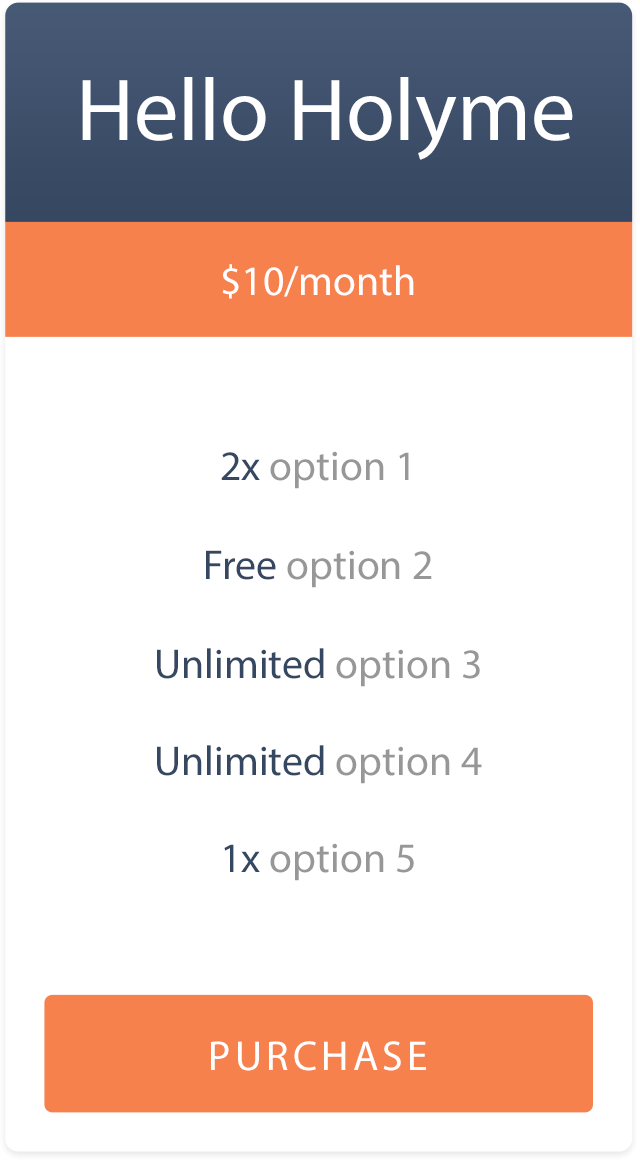 Hello Holyme
$10/month
2x option 1
Free option 2
Unlimited option 3
Unlimited option 4
1x option 5
PURCHASE